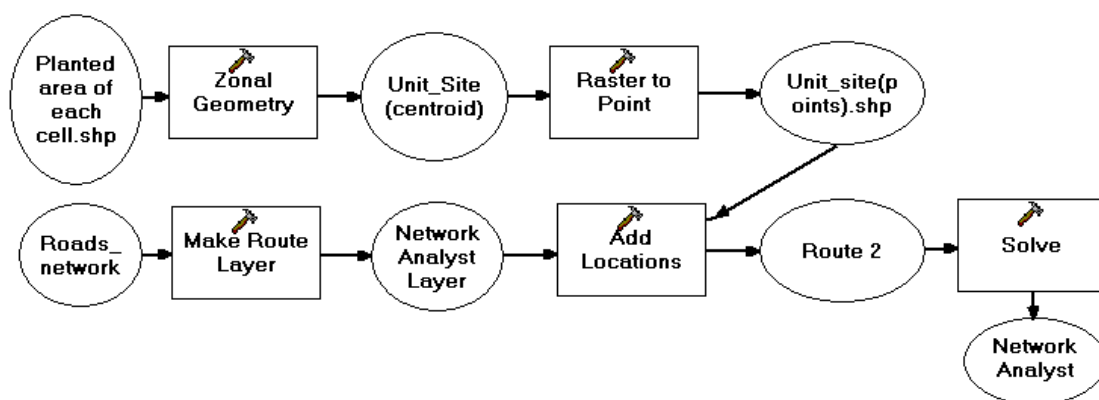 Planted
area of
each
cell.shp
Zonal
Geometry
Unit_Site
(centroid)
Raster to
Point
Unit_site(p
oints).shp
Roads_
network
Make Route
Layer
Network
Analyst
Layer
Add
Locations
Route 2
Solve
Network
Analyst